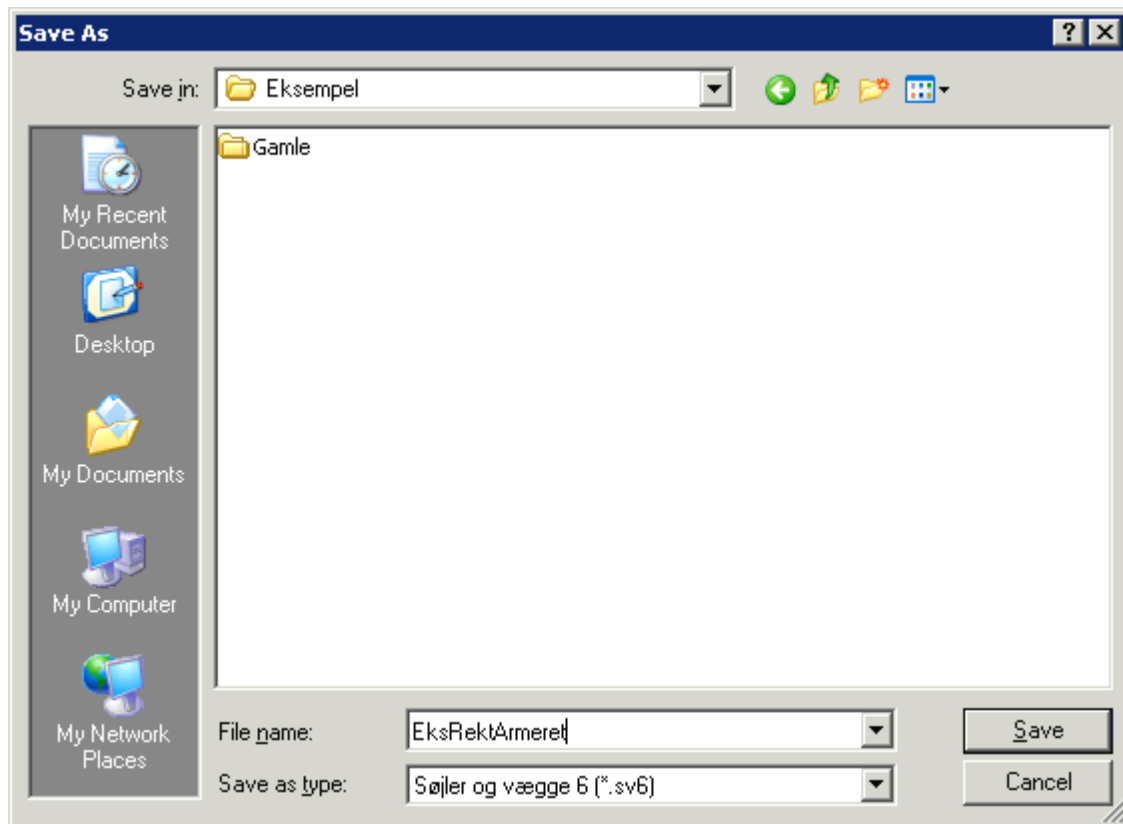 Save As
Save in:
Eksempel
Gamle
My Recent
Documents
Desktop
My Documents
My Computer
My Network
Places
File name:
EksRektArmeret
Save
Save as type:
Søjler og vægge 6 (*.sv6)
Cancel